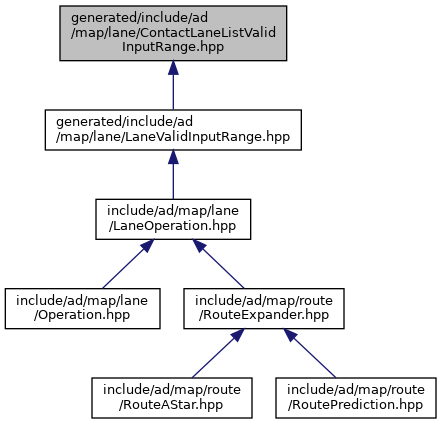 generated/include/ad
/map/lane/ContactLaneListValid
InputRange.hpp
generated/include/ad
/map/lane/LaneValidInputRange.hpp
include/ad/map/lane
/LaneOperation.hpp
include/ad/map/lane
/Operation.hpp
include/ad/map/route
/RouteExpander.hpp
include/ad/map/route
/RouteAStar.hpp
include/ad/map/route
/RoutePrediction.hpp